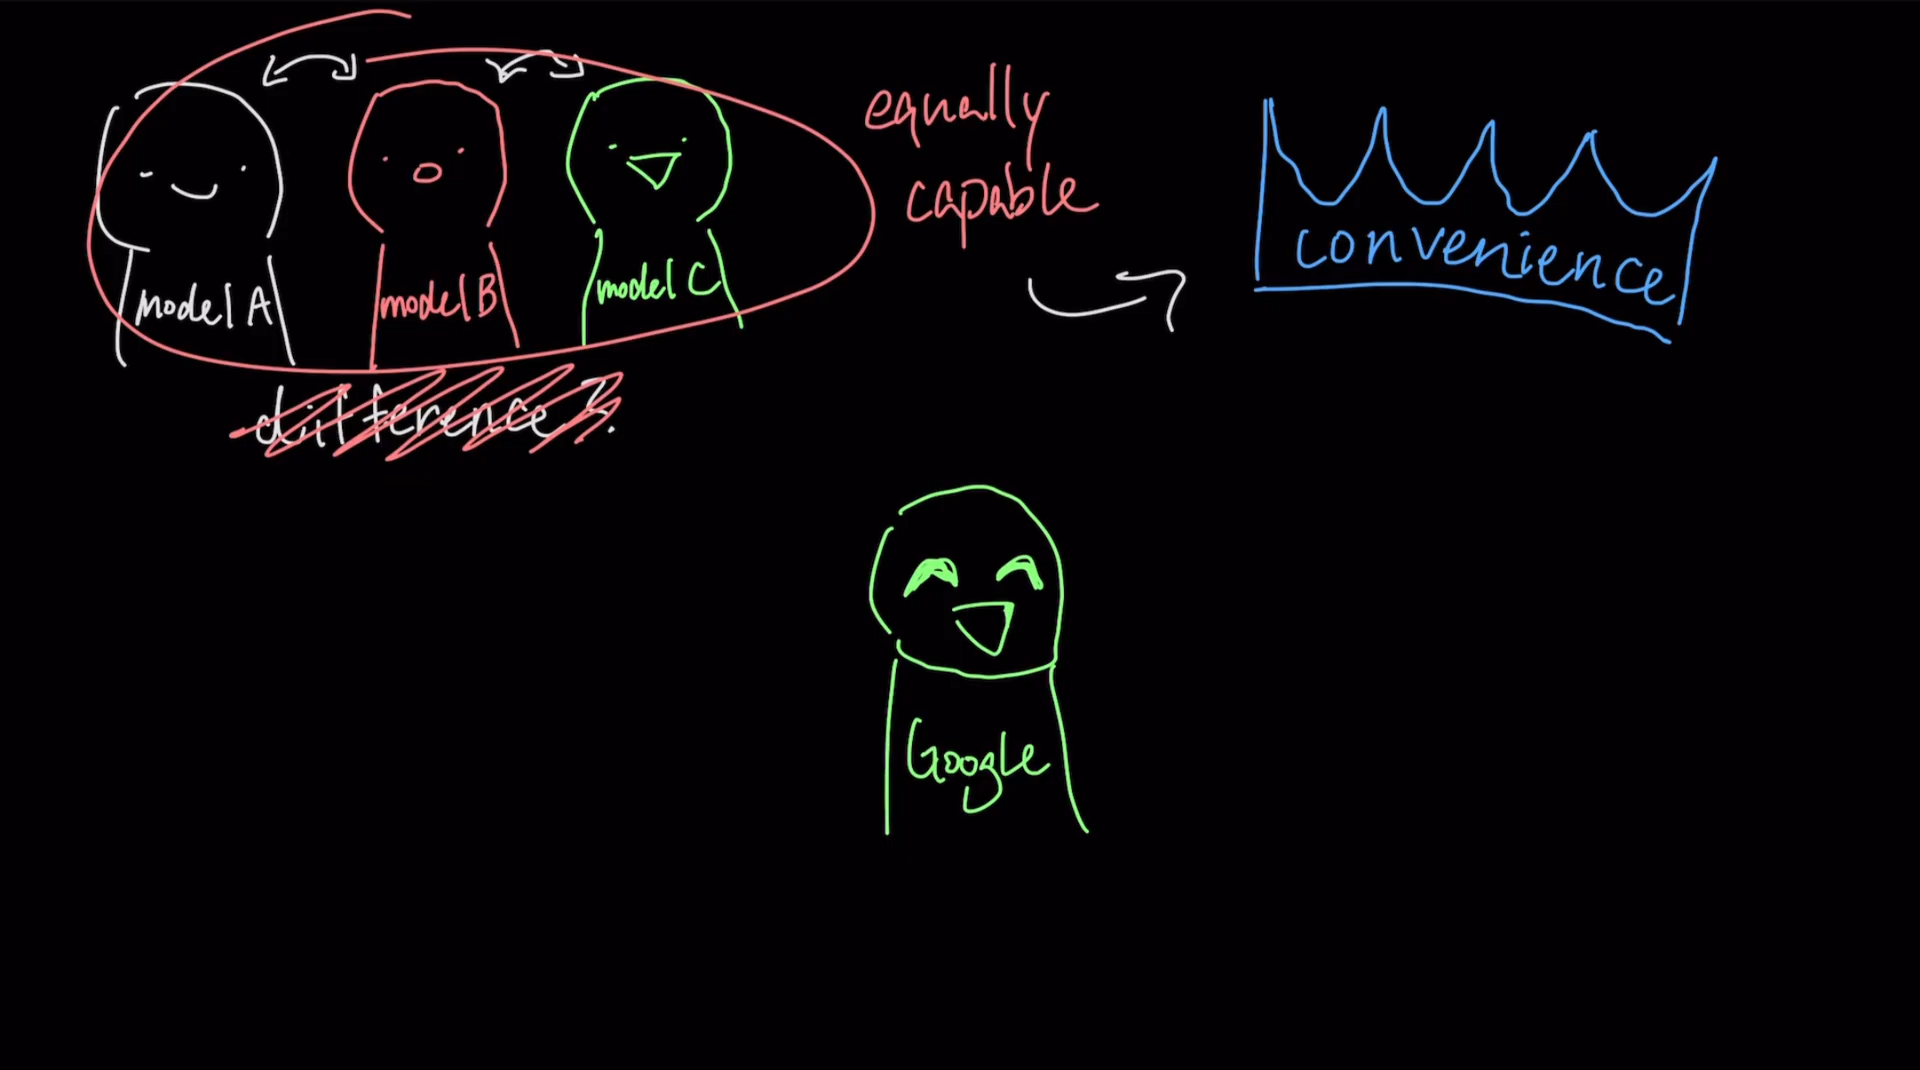 equally
capable
convenience
model A
model B
model C
difference?
Google